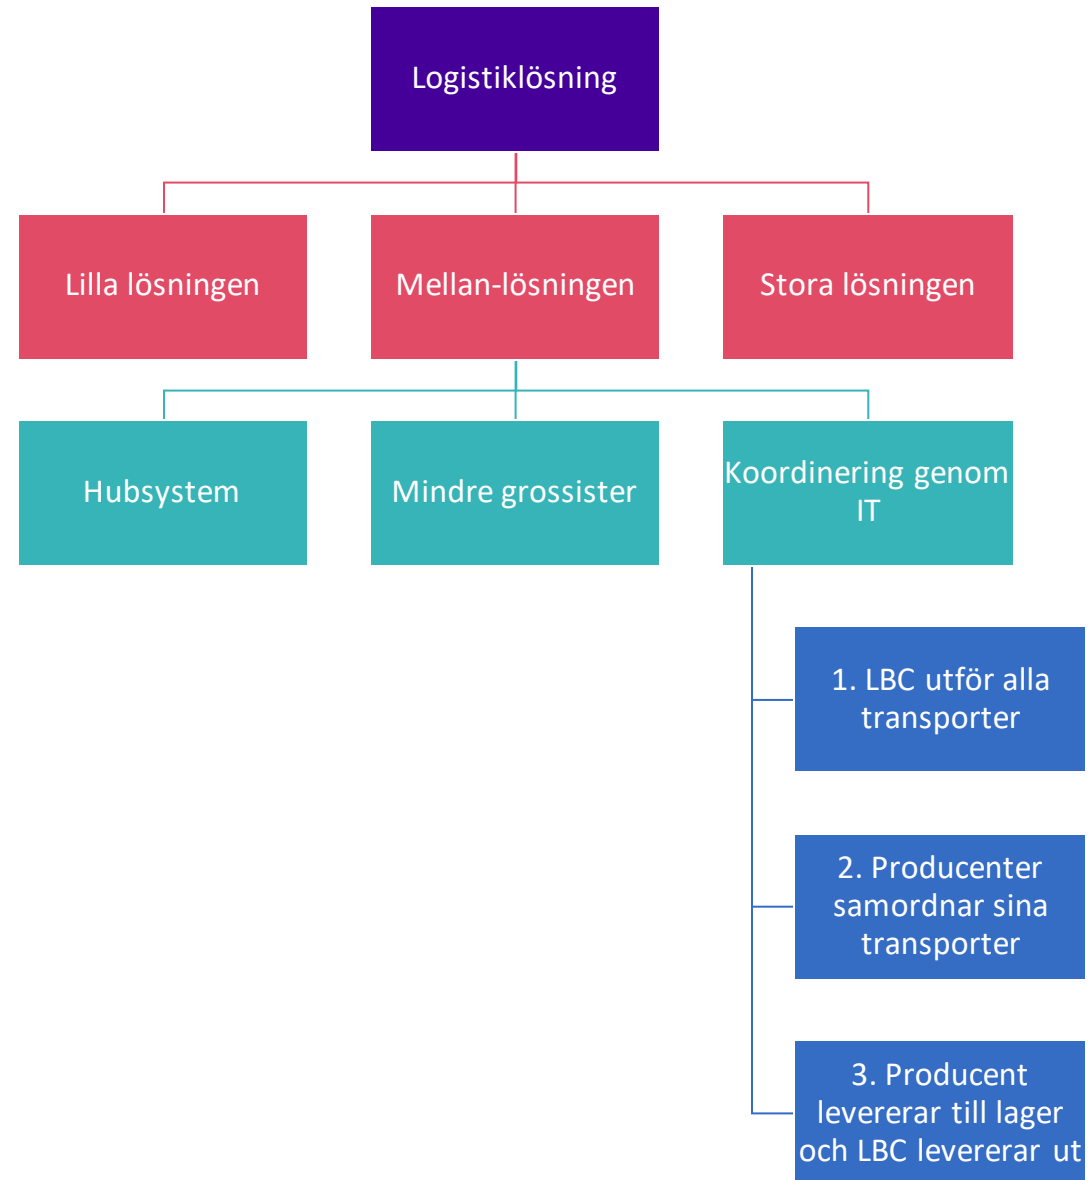 Logistiklösning
Lilla lösningen
Mellan-lösningen
Stora lösningen
Hubsystem
Mindre grossister
Koordinering genom
IT
1. LBC utför alla
transporter
2. Producenter
samordnar sina
transporter
3. Producent
levererar till lager
och LBC levererar ut